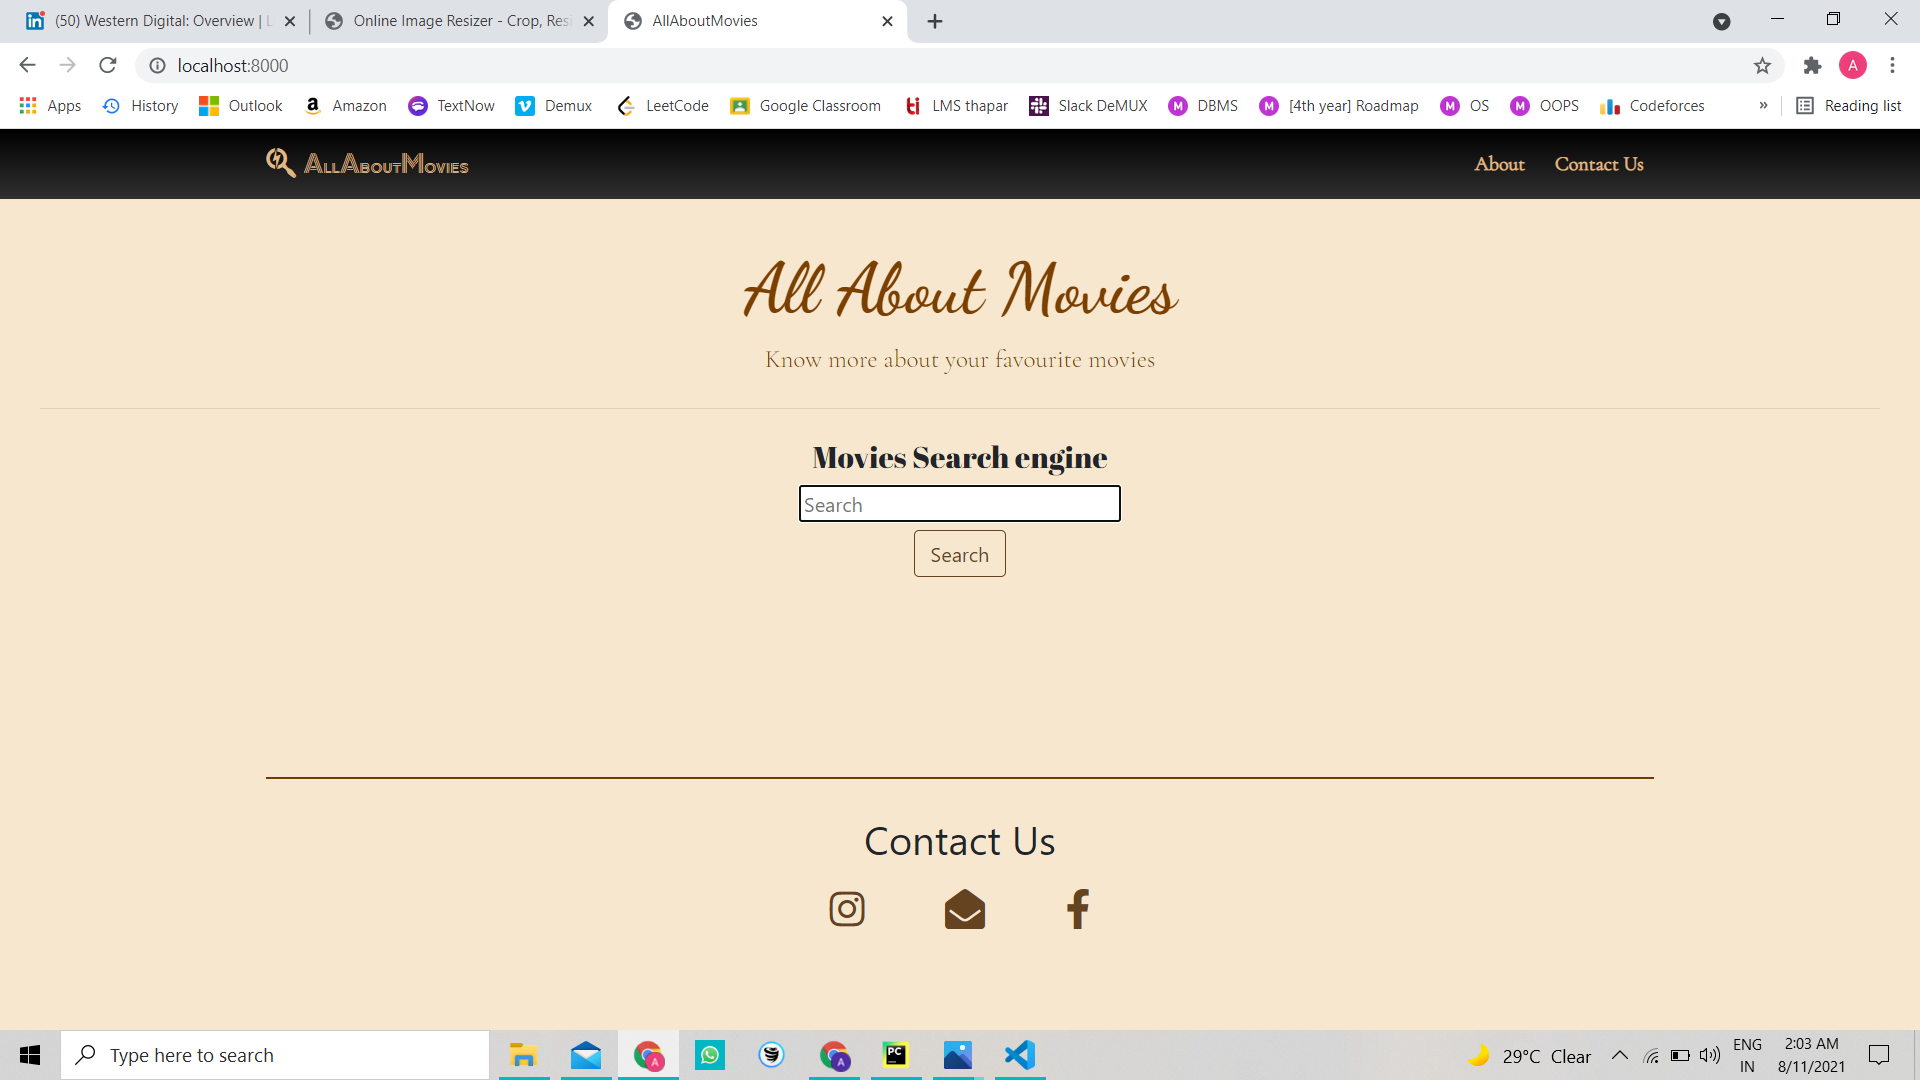 (50) Western Digital: Overview | L
Online Image Resizer - Crop, Resi
AllAboutMovies
localhost:8000
A
Apps
History
Outlook
Amazon
TextNow
Demux
LeetCode
Google Classroom
LMS thapar
Slack DeMUX
DBMS
[4th year] Roadmap
OS
OOPS
Codeforces
»
Reading list
AllAboutMovies
About
Contact Us
All About Movies
Know more about your favourite movies
Movies Search engine
Search
Search
Contact Us
Type here to search
29°C Clear
ENG
IN
2:03 AM
8/11/2021